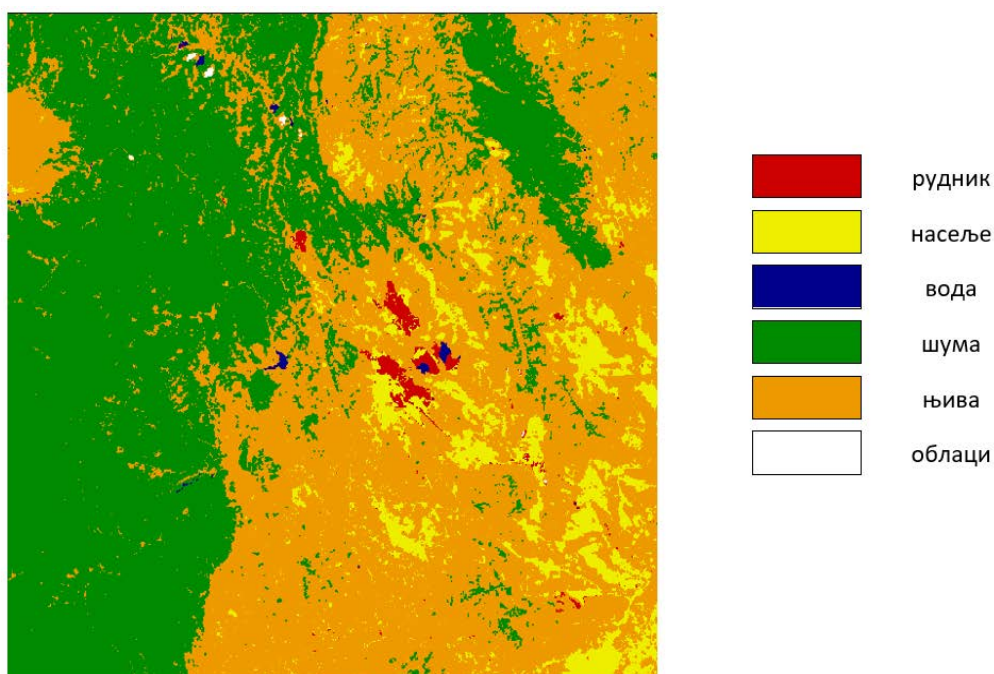 рудник
насеље
вода
шума
њива
облаци